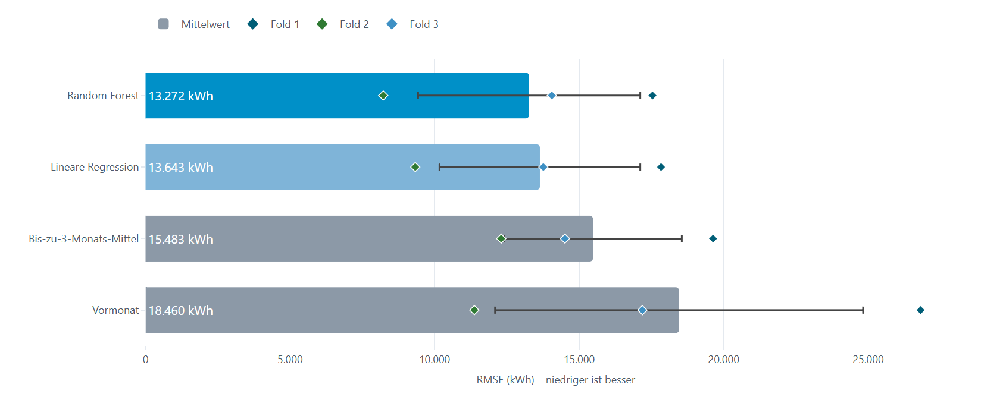 Mittelwert Fold 1 Fold 2 Fold 3
Random Forest 13.272 kWh
Lineare Regression 13.643 kWh
Bis-zu-3-Monats-Mittel 15.483 kWh
Vormonat 18.460 kWh
0 5.000 10.000 15.000 20.000 25.000
RMSE (kWh) – niedriger ist besser